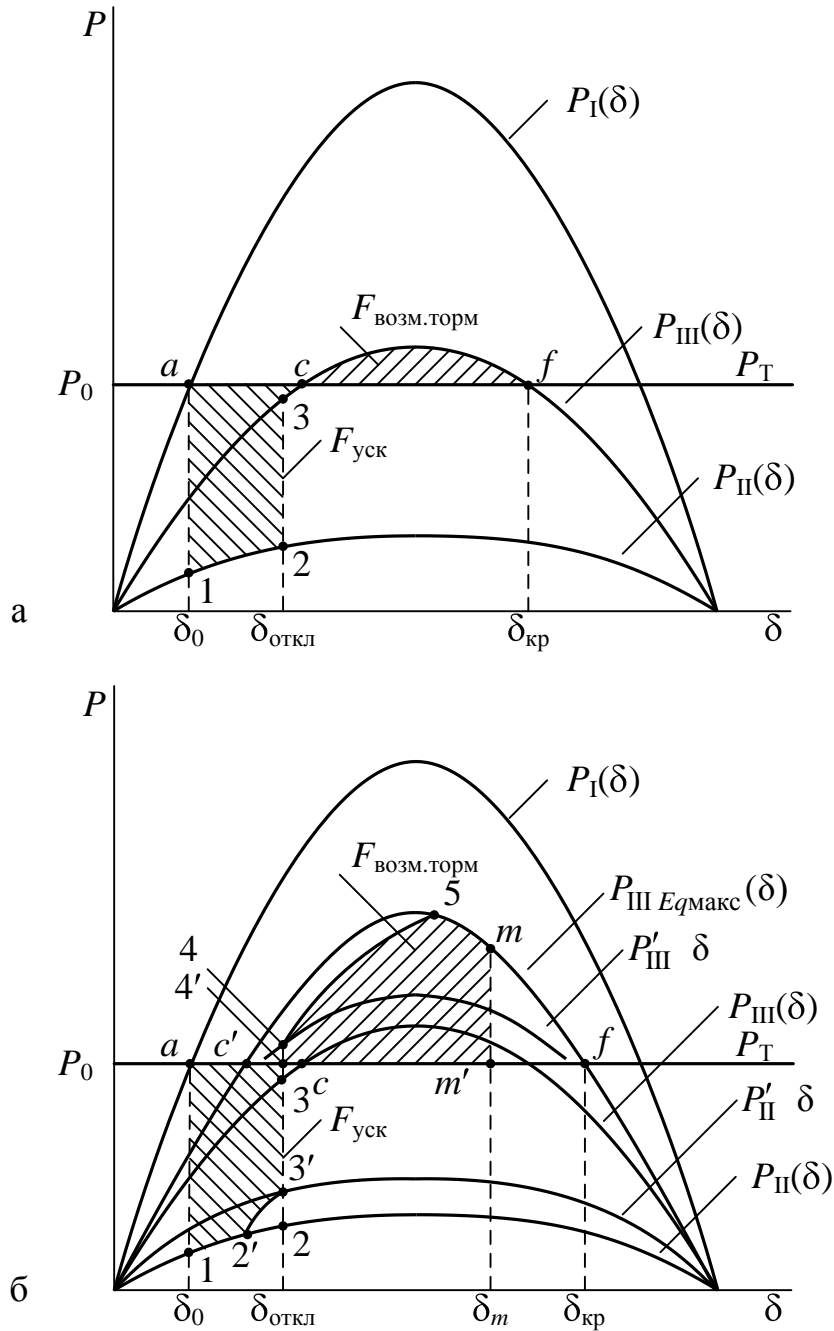 P
P_I(δ)
F_возм.торм
P_III(δ)
a
c
f
P_T
P_0
3
F_уск
P_II(δ)
1
2
а
δ_0
δ_откл
δ_кр
δ
P
P_I(δ)
F_возм.торм
5
P_III Eqмакс(δ)
m
4
P'_III δ
4'
P_III(δ)
a
c'
f
P_T
P_0
3
c
m'
P'_II δ
F_уск
3'
P_II(δ)
1
2'
2
б
δ_0
δ_откл
δ_m
δ_кр
δ